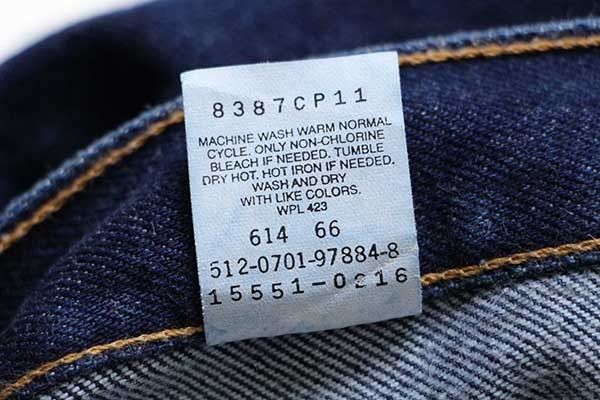 8387CP11
MACHINE WASH WARM NORMAL
CYCLE. ONLY NON-CHLORINE
BLEACH IF NEEDED. TUMBLE
DRY HOT. HOT IRON IF NEEDED.
WASH AND DRY
WITH LIKE COLORS.
WPL 423
614 66
512-0701-97884-8
15551-0216